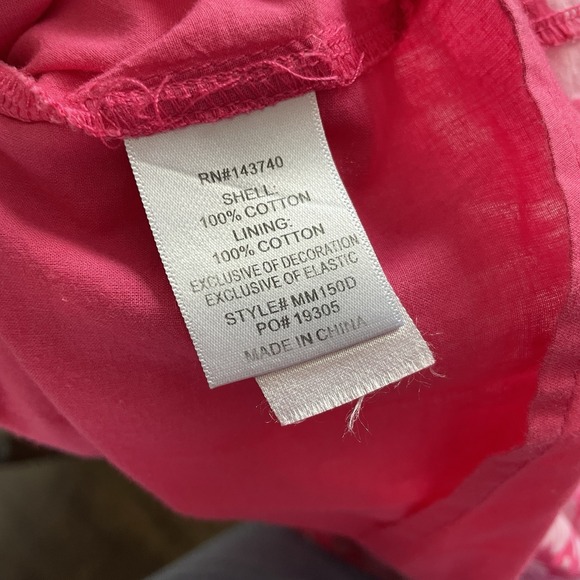 RN#143740
SHELL:
100% COTTON
LINING:
100% COTTON
EXCLUSIVE OF DECORATION
EXCLUSIVE OF ELASTIC
STYLE# MM150D
PO# 19305
MADE IN CHINA